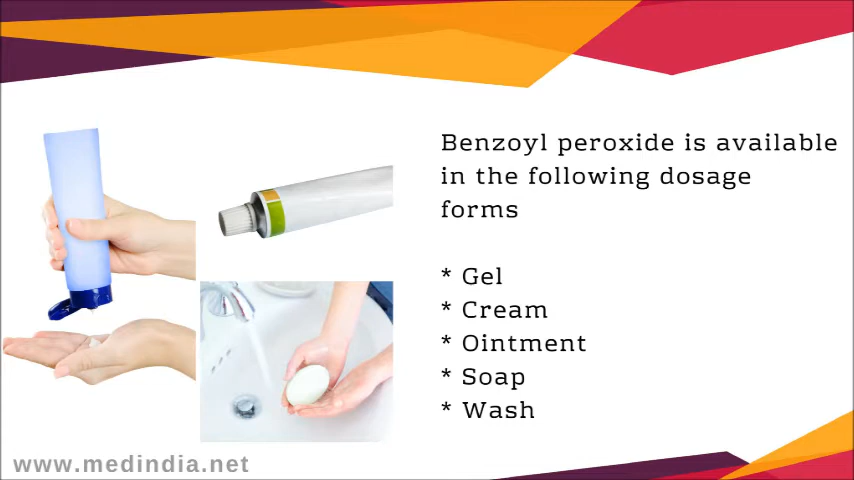 Benzoyl peroxide is available
in the following dosage
forms
* Gel
* Cream
* Ointment
* Soap
* Wash
www.medindia.net